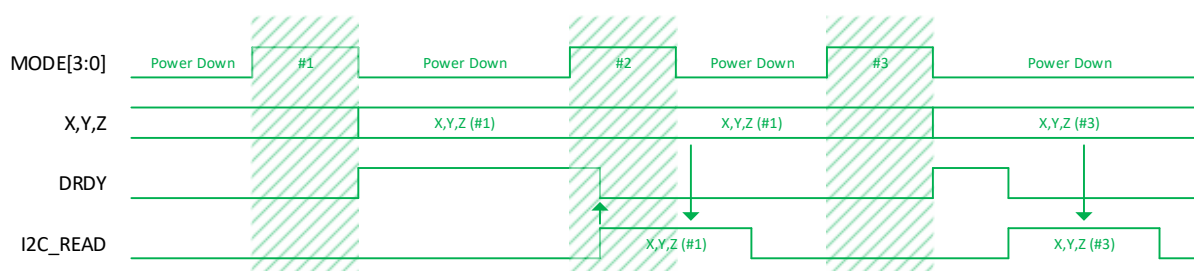 MODE[3:0] Power Down #1 Power Down #2 Power Down #3 Power Down
X,Y,Z X,Y,Z (#1) X,Y,Z (#1) X,Y,Z (#3)
DRDY
I2C_READ X,Y,Z (#1) X,Y,Z (#3)